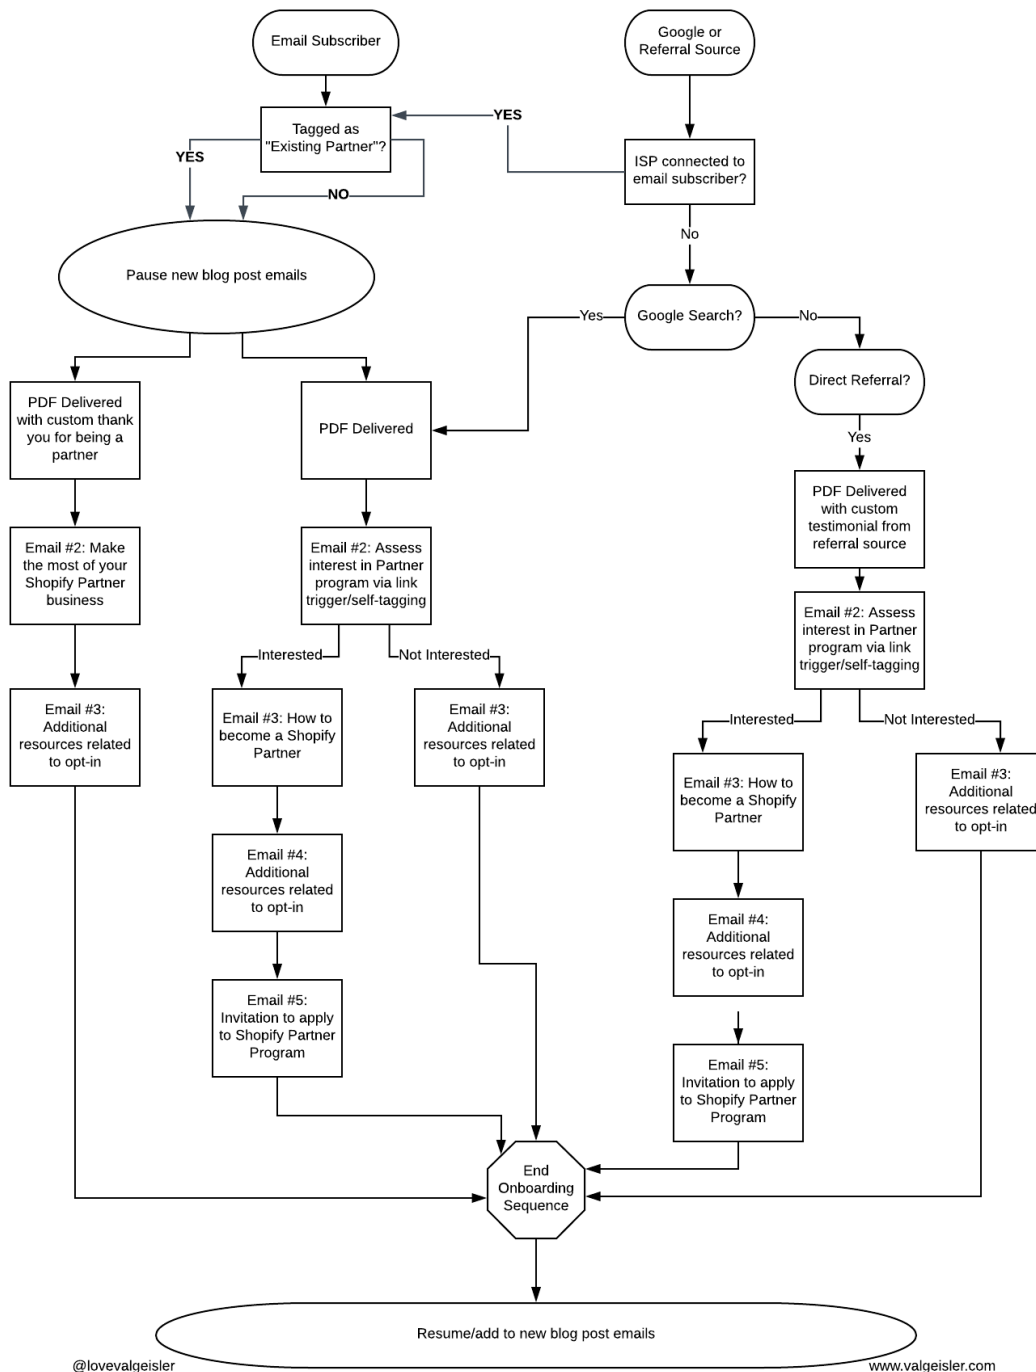 Email Subscriber
Google or
Referral Source
Tagged as
"Existing Partner"?
YES
ISP connected to
email subscriber?
YES
NO
No
Pause new blog post emails
Yes
Google Search?
No
Direct Referral?
Yes
PDF Delivered
with custom thank
you for being a
partner
PDF Delivered
PDF Delivered
with custom
testimonial from
referral source
Email #2: Make
the most of your
Shopify Partner
business
Email #2: Assess
interest in Partner
program via link
trigger/self-tagging
Email #2: Assess
interest in Partner
program via link
trigger/self-tagging
Interested
Not Interested
Interested
Not Interested
Email #3:
Additional
resources related
to opt-in
Email #3: How to
become a Shopify
Partner
Email #3:
Additional
resources related
to opt-in
Email #3: How to
become a Shopify
Partner
Email #3:
Additional
resources related
to opt-in
Email #4:
Additional
resources related
to opt-in
Email #4:
Additional
resources related
to opt-in
Email #5:
Invitation to apply
to Shopify Partner
Program
Email #5:
Invitation to apply
to Shopify Partner
Program
End
Onboarding
Sequence
Resume/add to new blog post emails
@lovevalgeisler
www.valgeisler.com